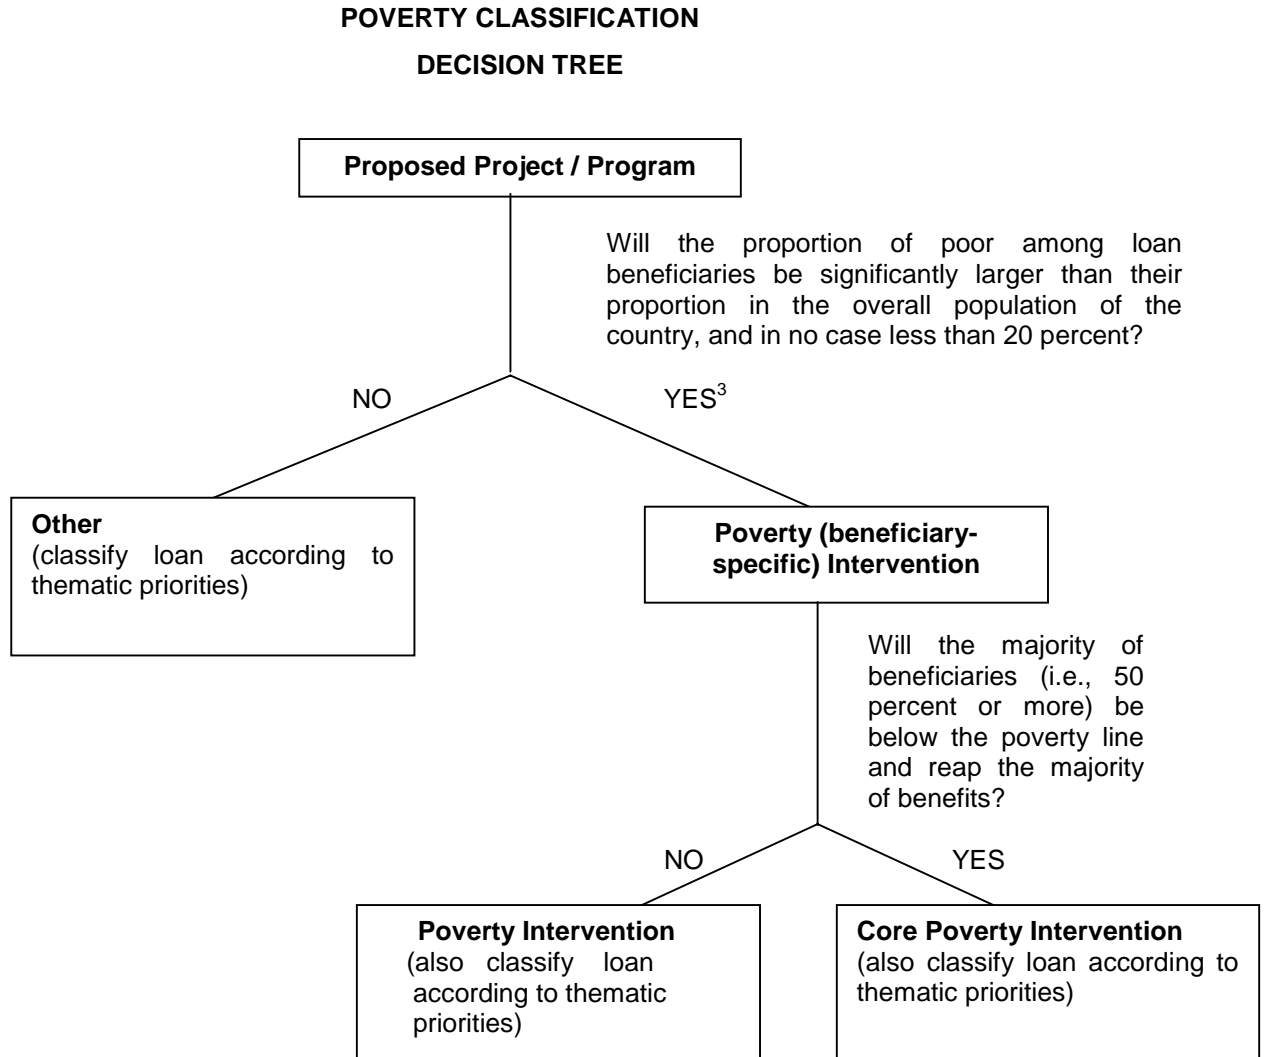 POVERTY CLASSIFICATION
DECISION TREE
Proposed Project / Program
Will the proportion of poor among loan
beneficiaries be significantly larger than their
proportion in the overall population of the
country, and in no case less than 20 percent?
NO
YES³
Other
(classify loan according to
thematic priorities)
Poverty (beneficiary-
specific) Intervention
Will the majority of
beneficiaries (i.e., 50
percent or more) be
below the poverty line
and reap the majority
of benefits?
NO
YES
Poverty Intervention
(also classify loan
according to thematic
priorities)
Core Poverty Intervention
(also classify loan according to
thematic priorities)